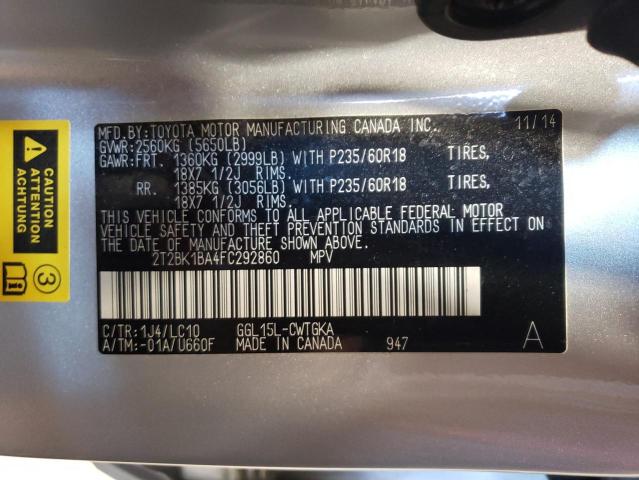 MFD.BY:TOYOTA MOTOR MANUFACTURING CANADA INC. 11/14
GVWR:2560KG (5650LB)
GAWR:FRT. 1360KG (2999LB) WITH P235/60R18 TIRES,
18X7 1/2J RIMS.
RR. 1385KG (3056LB) WITH P235/60R18 TIRES,
18X7 1/2J RIMS.
THIS VEHICLE CONFORMS TO ALL APPLICABLE FEDERAL MOTOR
VEHICLE SAFETY AND THEFT PREVENTION STANDARDS IN EFFECT ON
THE DATE OF MANUFACTURE SHOWN ABOVE.
2T2BK1BA4FC292860 MPV
C/TR:1J4/LC10 GGL15L-CWTGKA
A/TM:-01A/U660F MADE IN CANADA 947 A
CAUTION
ATTENTION
ACHTUNG
3